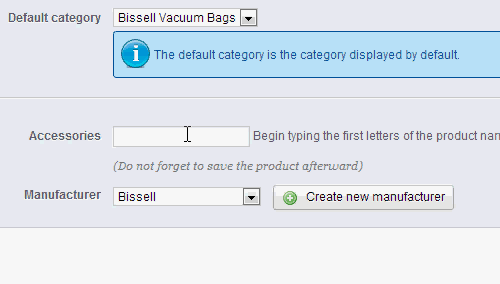 Default category Bissell Vacuum Bags
The default category is the category displayed by default.
Accessories Begin typing the first letters of the product
(Do not forget to save the product afterward)
Manufacturer Bissell Create new manufacturer